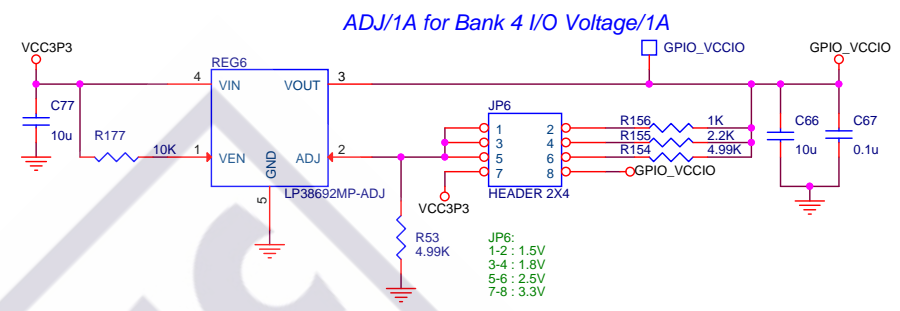 ADJ/1A for Bank 4 I/O Voltage/1A
VCC3P3
GPIO_VCCIO
GPIO_VCCIO
REG6
4
VIN
VOUT
3
C77
10u
R177
10K
1
VEN
GND
ADJ
2
5
LP38692MP-ADJ
JP6
1
2
3
4
5
6
7
8
HEADER 2X4
R156
1K
R155
2.2K
R154
4.99K
GPIO_VCCIO
C66
10u
C67
0.1u
VCC3P3
R53
4.99K
JP6:
1-2 : 1.5V
3-4 : 1.8V
5-6 : 2.5V
7-8 : 3.3V